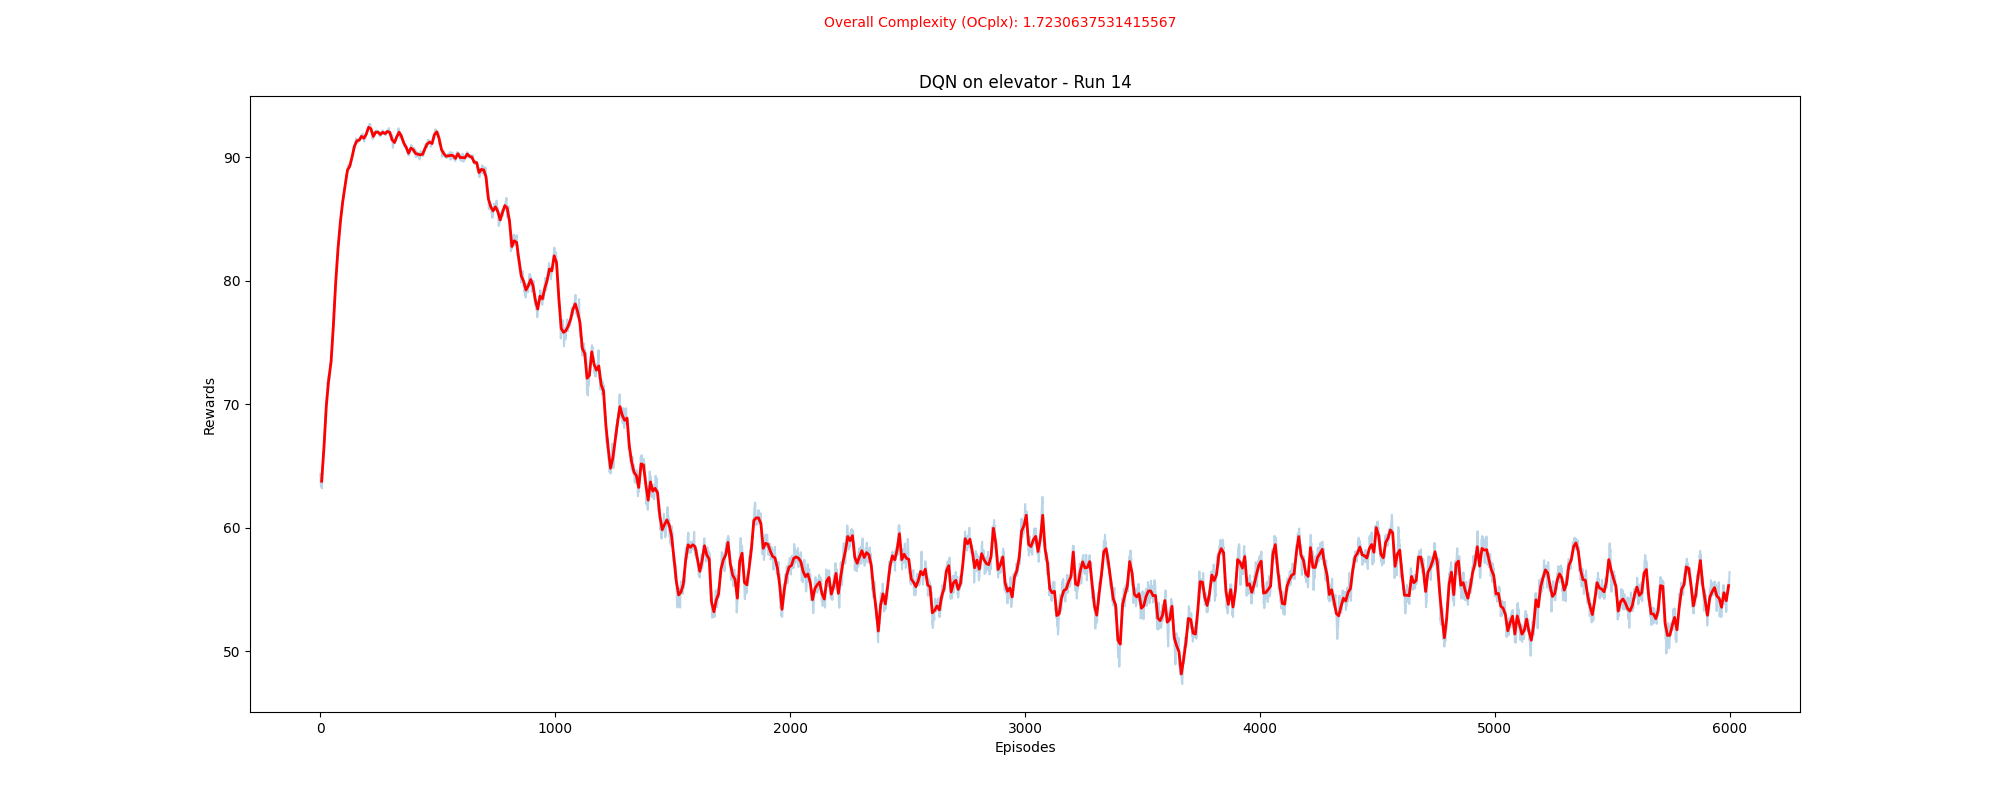 Overall Complexity (OCplx): 1.7230637531415567
DQN on elevator - Run 14
90
80
70
60
50
Rewards
0 1000 2000 3000 4000 5000 6000
Episodes